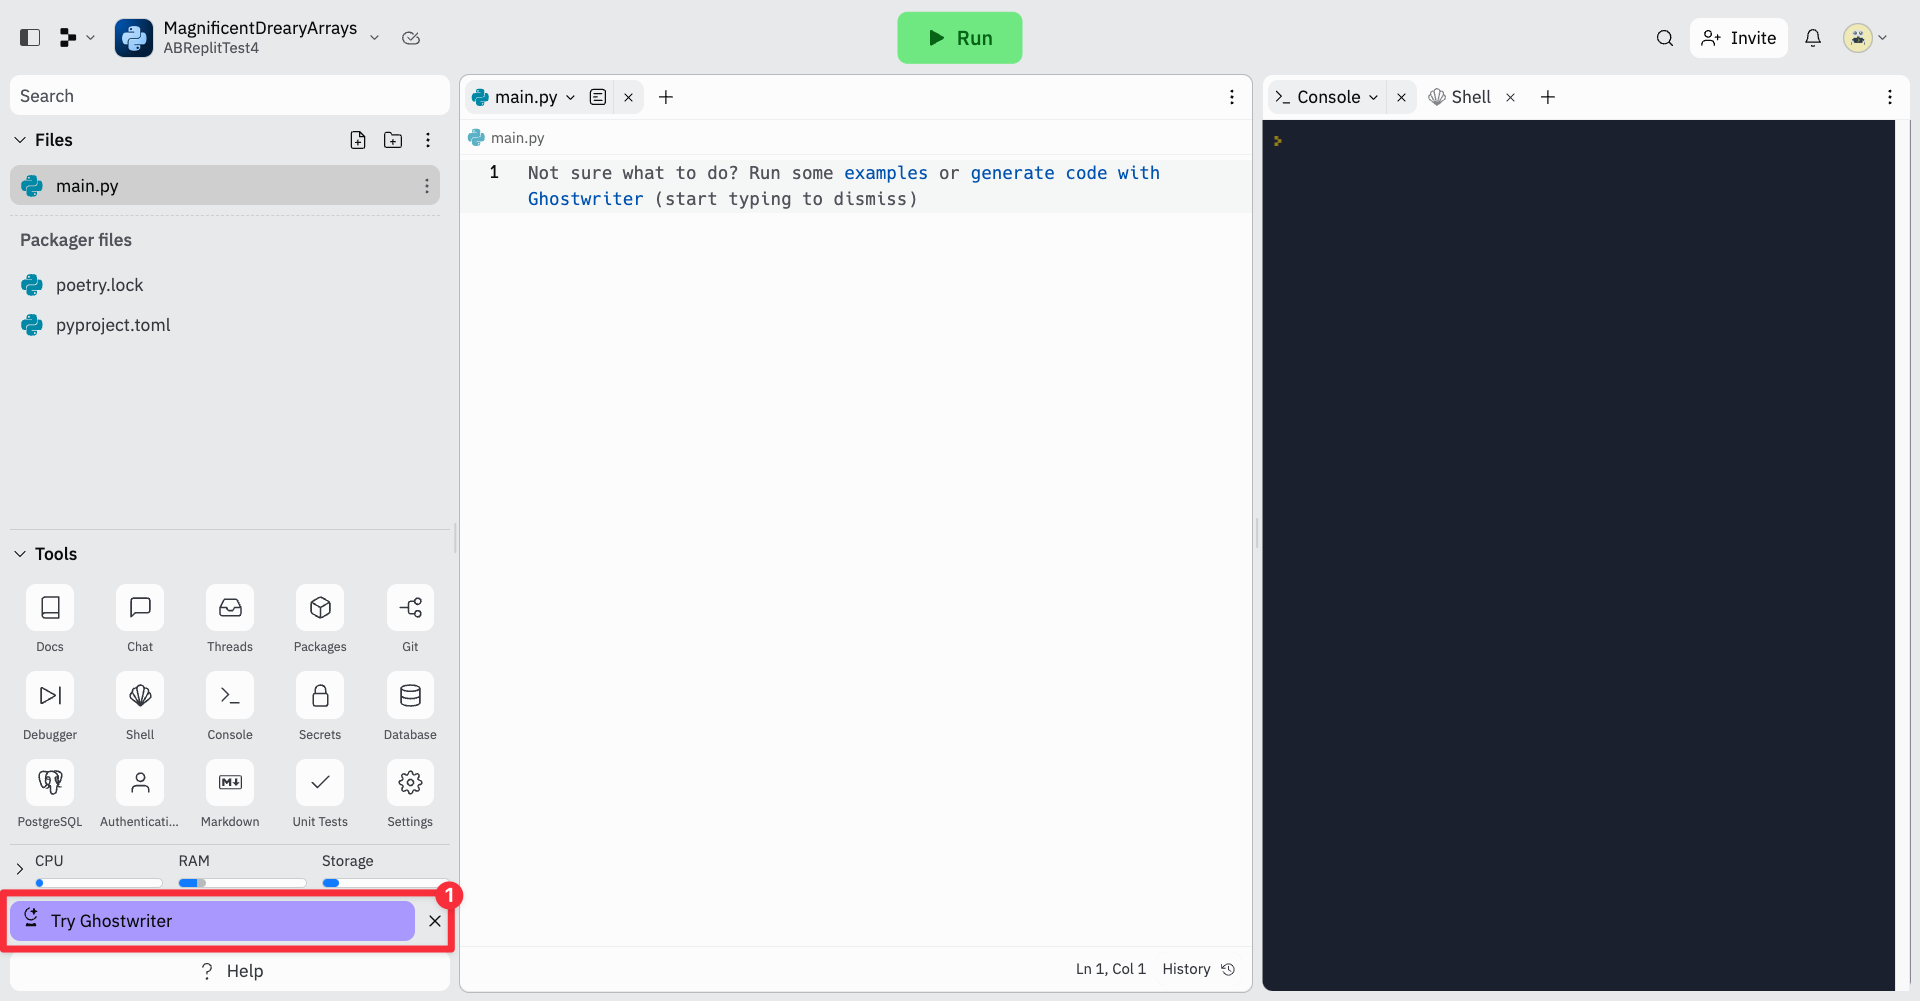 MagnificentDrearyArrays
ABReplitTest4
Run
Invite
Search
Files
main.py
Packager files
poetry.lock
pyproject.toml
Tools
Docs
Chat
Threads
Packages
Git
Debugger
Shell
Console
Secrets
Database
PostgreSQL
Authenticati...
Markdown
Unit Tests
Settings
CPU
RAM
Storage
1
Try Ghostwriter
? Help
main.py
main.py
1 Not sure what to do? Run some examples or generate code with
Ghostwriter (start typing to dismiss)
Ln 1, Col 1 History
Console
Shell